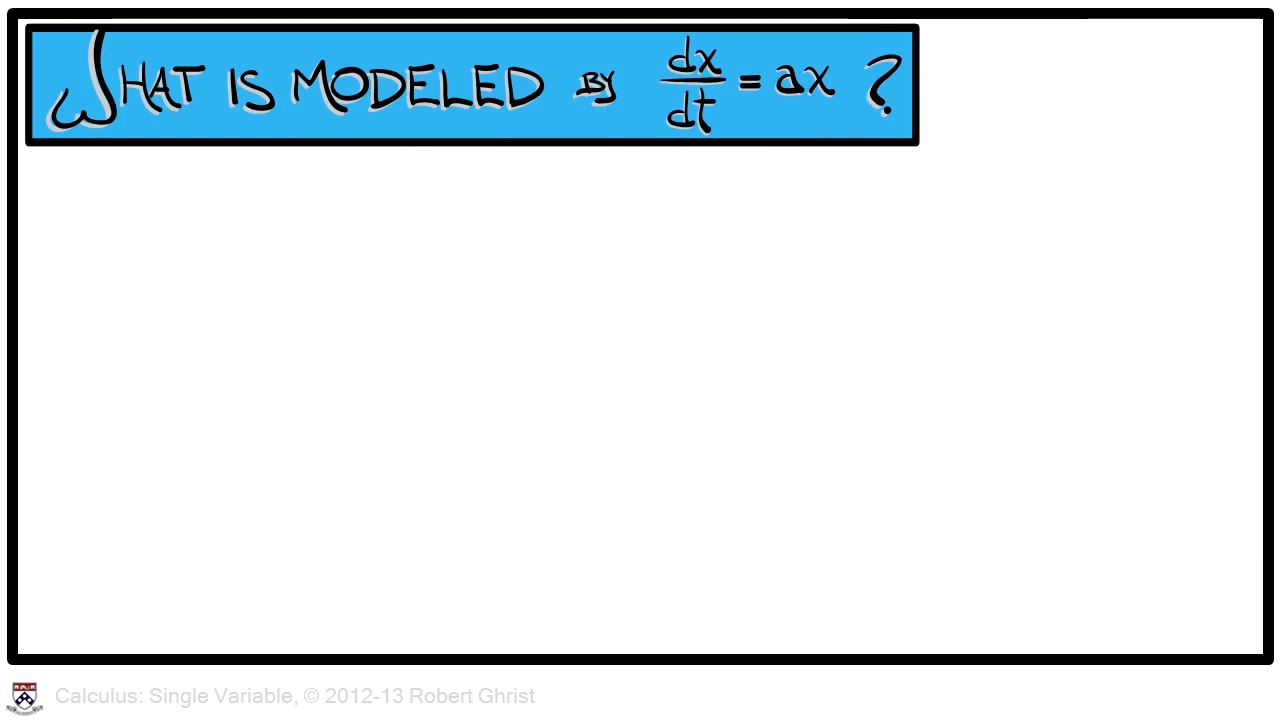 WHAT IS MODELED BY dx/dt = ax ?
Calculus: Single Variable, © 2012-13 Robert Ghrist